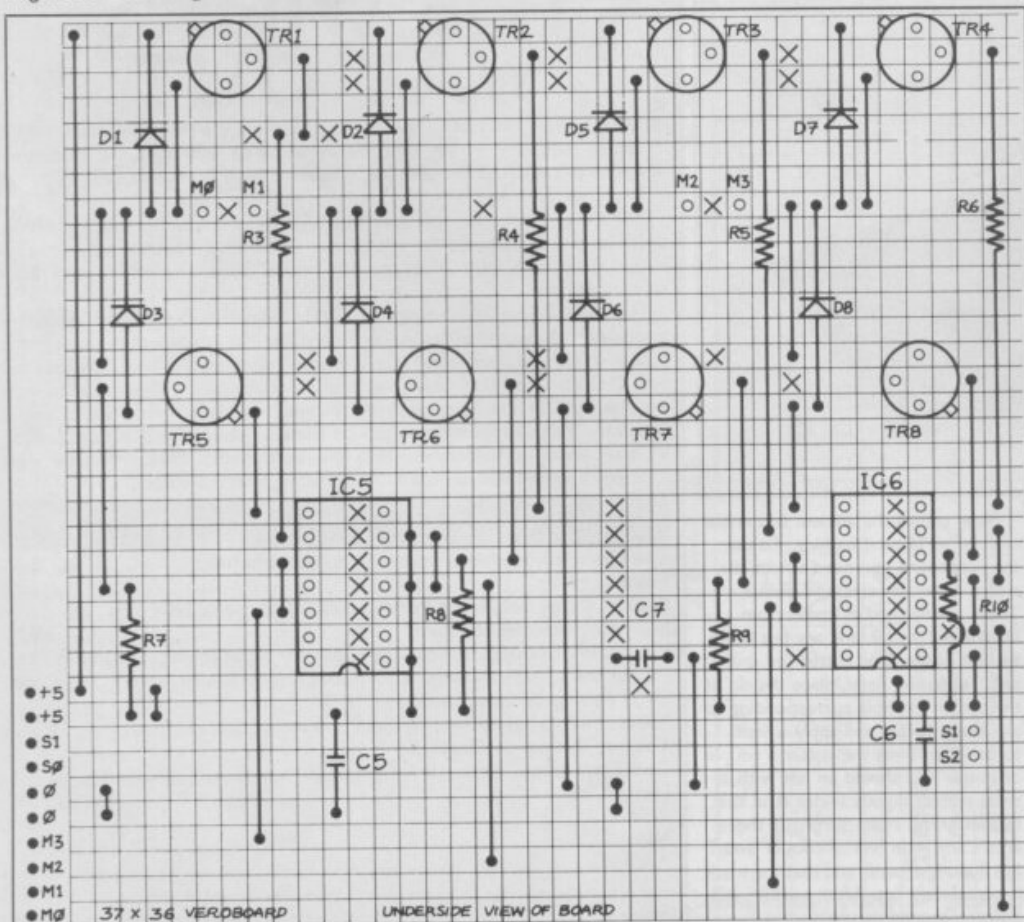 TR1 TR2 TR3 TR4
D1 D2 D5 D7
MØ M1 M2 M3
R3 R4 R5 R6
D3 D4 D6 D8
TR5 TR6 TR7 TR8
IC5 IC6
R7 R8 C7 R9 R1Ø
+5
+5
S1
SØ
Ø
Ø
M3
M2
M1
MØ
C5 C6 S1
S2
37 X 36 VEROBOARD UNDERSIDE VIEW OF BOARD